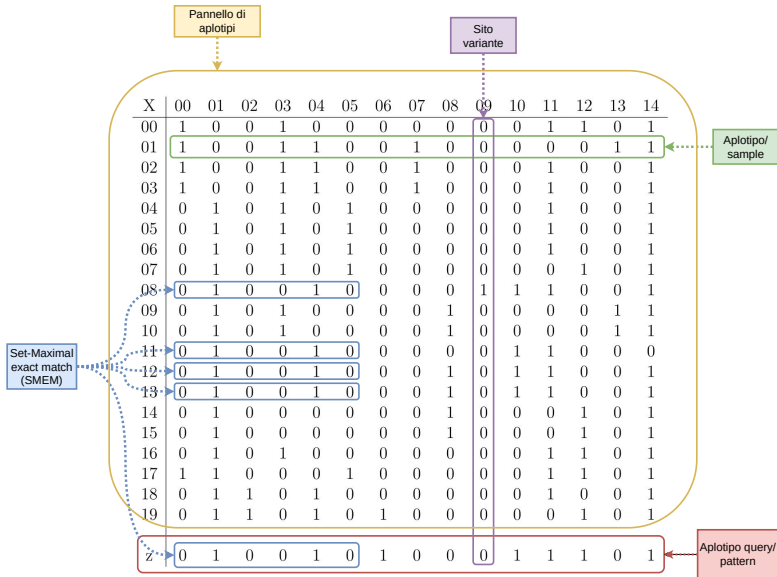 Pannello di
aplotipi
Sito
variante
X 00 01 02 03 04 05 06 07 08 09 10 11 12 13 14
00 1 0 0 1 0 0 0 0 0 0 0 1 1 0 1
01 1 0 0 1 1 0 0 1 0 0 0 0 0 1 1
Aplotipo/
sample
02 1 0 0 1 1 0 0 1 0 0 0 1 0 0 1
03 1 0 0 1 1 0 0 1 0 0 0 1 0 0 1
04 0 1 0 1 0 1 0 0 0 0 0 1 0 0 1
05 0 1 0 1 0 1 0 0 0 0 0 1 0 0 1
06 0 1 0 1 0 1 0 0 0 0 0 1 0 0 1
07 0 1 0 1 0 1 0 0 0 0 0 0 1 0 1
08 0 1 0 0 1 0 0 0 0 1 1 1 0 0 1
09 0 1 0 1 0 0 0 0 1 0 0 0 0 1 1
10 0 1 0 1 0 0 0 0 1 0 0 0 0 1 1
Set-Maximal
exact match
(SMEM)
11 0 1 0 0 1 0 0 0 0 0 1 1 0 0 0
12 0 1 0 0 1 0 0 0 1 0 1 1 0 0 1
13 0 1 0 0 1 0 0 0 1 0 1 1 0 0 1
14 0 1 0 0 0 0 0 0 1 0 0 0 1 0 1
15 0 1 0 0 0 0 0 0 1 0 0 0 1 0 1
16 0 1 0 1 0 0 0 0 0 0 0 1 1 0 1
17 1 1 0 0 0 1 0 0 0 0 0 1 1 0 1
18 0 1 1 0 1 0 0 0 0 0 0 1 0 0 1
19 0 1 1 0 1 0 1 0 0 0 0 0 1 0 1
z 0 1 0 0 1 0 1 0 0 0 1 1 1 0 1
Aplotipo query/
pattern